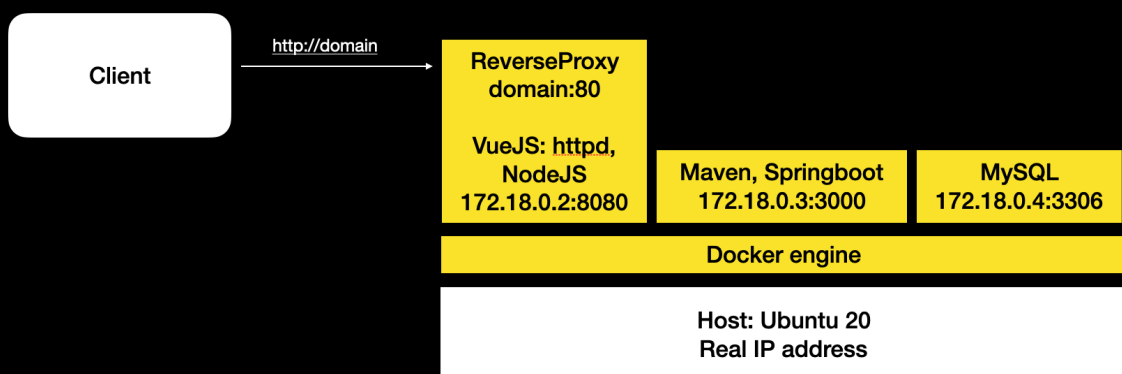 Client
http://domain
ReverseProxy
domain:80
VueJS: httpd,
NodeJS
172.18.0.2:8080
Maven, Springboot
172.18.0.3:3000
MySQL
172.18.0.4:3306
Docker engine
Host: Ubuntu 20
Real IP address